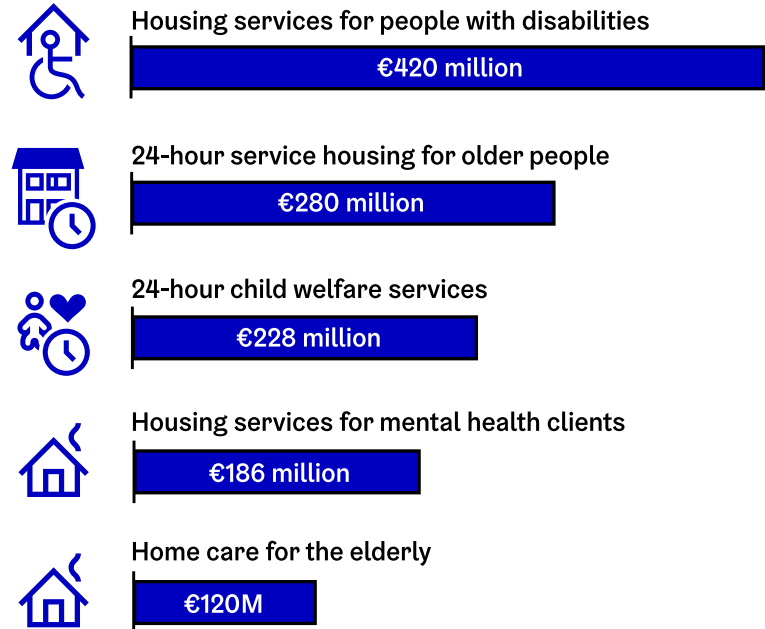 Housing services for people with disabilities
€420 million
24-hour service housing for older people
€280 million
24-hour child welfare services
€228 million
Housing services for mental health clients
€186 million
Home care for the elderly
€120M